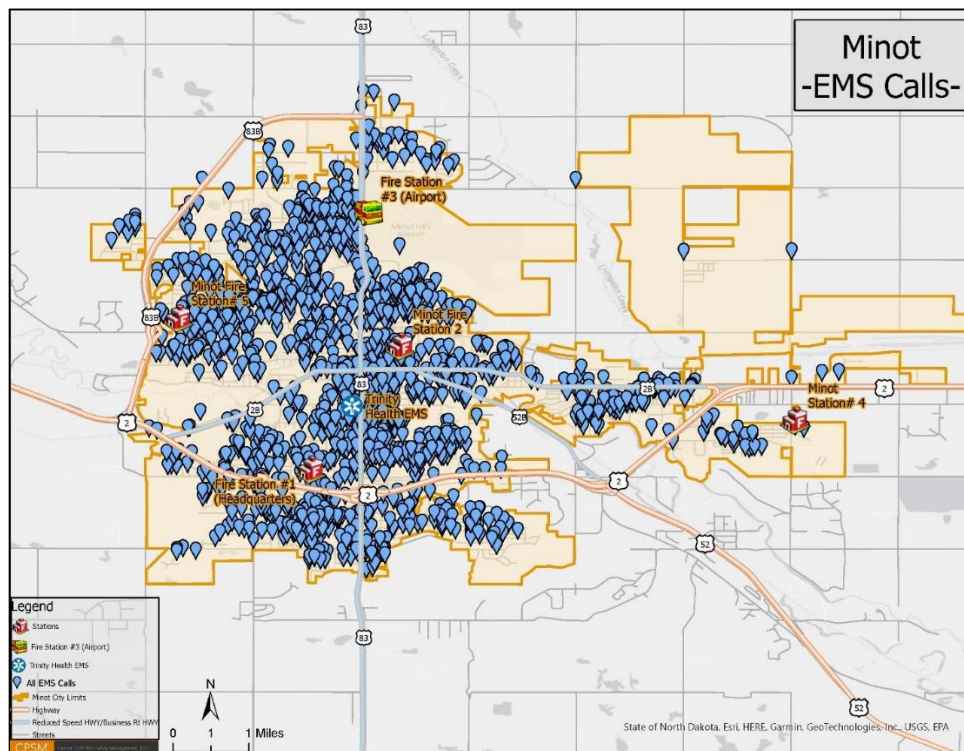 Minot
-EMS Calls-
83
83B
Fire Station
#3 (Airport)
Minot Fire
Station# 5
83B
Minot Fire
Station 2
83
2B
2B
2
Minot
Station# 4
Trinity
Health EMS
52B
2
Fire Station #1
(Headquarters)
2
2
52
83
52
Legend
Stations
Fire Station #3 (Airport)
Trinity Health EMS
All EMS Calls
Minot City Limits
Highway
Reduced Speed HWY/Business Rt HWY
Streets
CPSM
N
0 1 1 Miles
State of North Dakota, Esri, HERE, Garmin, GeoTechnologies, Inc., USGS, EPA